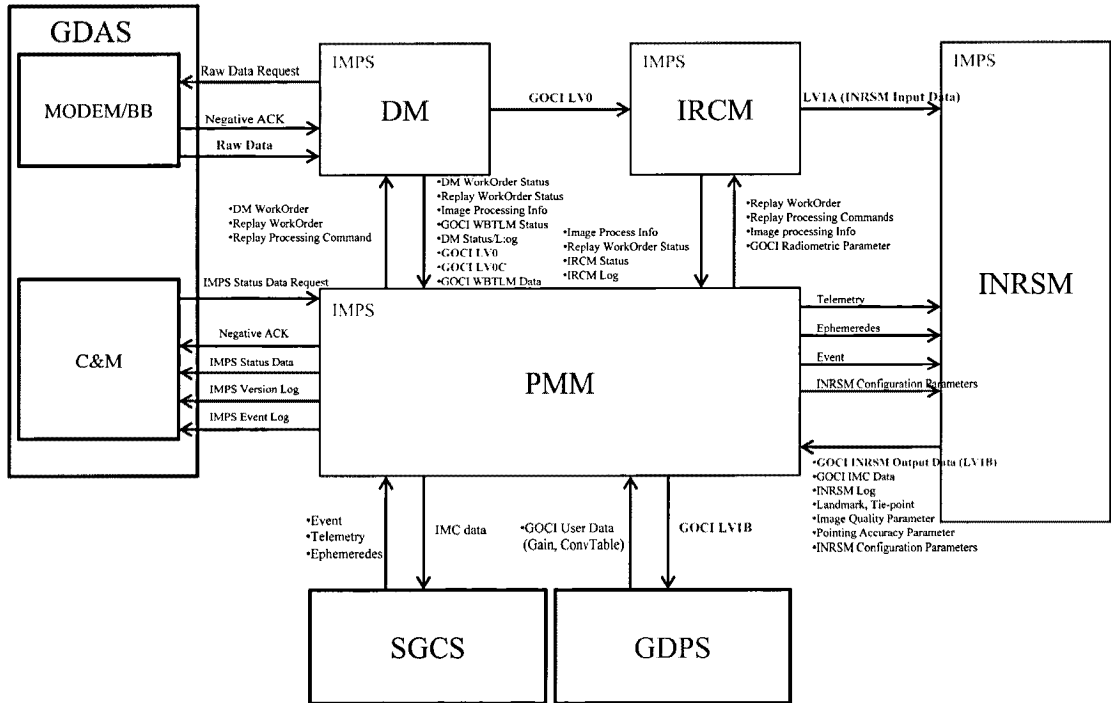 GDAS
MODEM/BB
Raw Data Request
Negative ACK
Raw Data
IMPS
DM
GOCI LV0
IMPS
IRCM
LV1A (INRSM Input Data)
IMPS
INRSM
•DM WorkOrder
•Replay WorkOrder
•Replay Processing Command
•DM WorkOrder Status
•Replay WorkOrder Status
•Image Processing Info
•GOCI WBTLM Status
•DM Status/L:og
•GOCI LV0
•GOCI LV0C
•GOCI WBTLM Data
•Image Process Info
•Replay WorkOrder Status
•IRCM Status
•IRCM Log
•Replay WorkOrder
•Replay Processing Commands
•Image processing Info
•GOCI Radiometric Parameter
C&M
IMPS Status Data Request
Negative ACK
IMPS Status Data
IMPS Version Log
IMPS Event Log
IMPS
PMM
Telemetry
Ephemeredes
Event
INRSM Configuration Parameters
•GOCI INRSM Output Data (LV1B)
•GOCI IMC Data
•INRSM Log
•Landmark, Tie-point
•Image Quality Parameter
•Pointing Accuracy Parameter
•INRSM Configuration Parameters
•Event
•Telemetry
•Ephemeredes
IMC data
•GOCI User Data
(Gain, ConvTable)
GOCI LV1B
SGCS
GDPS